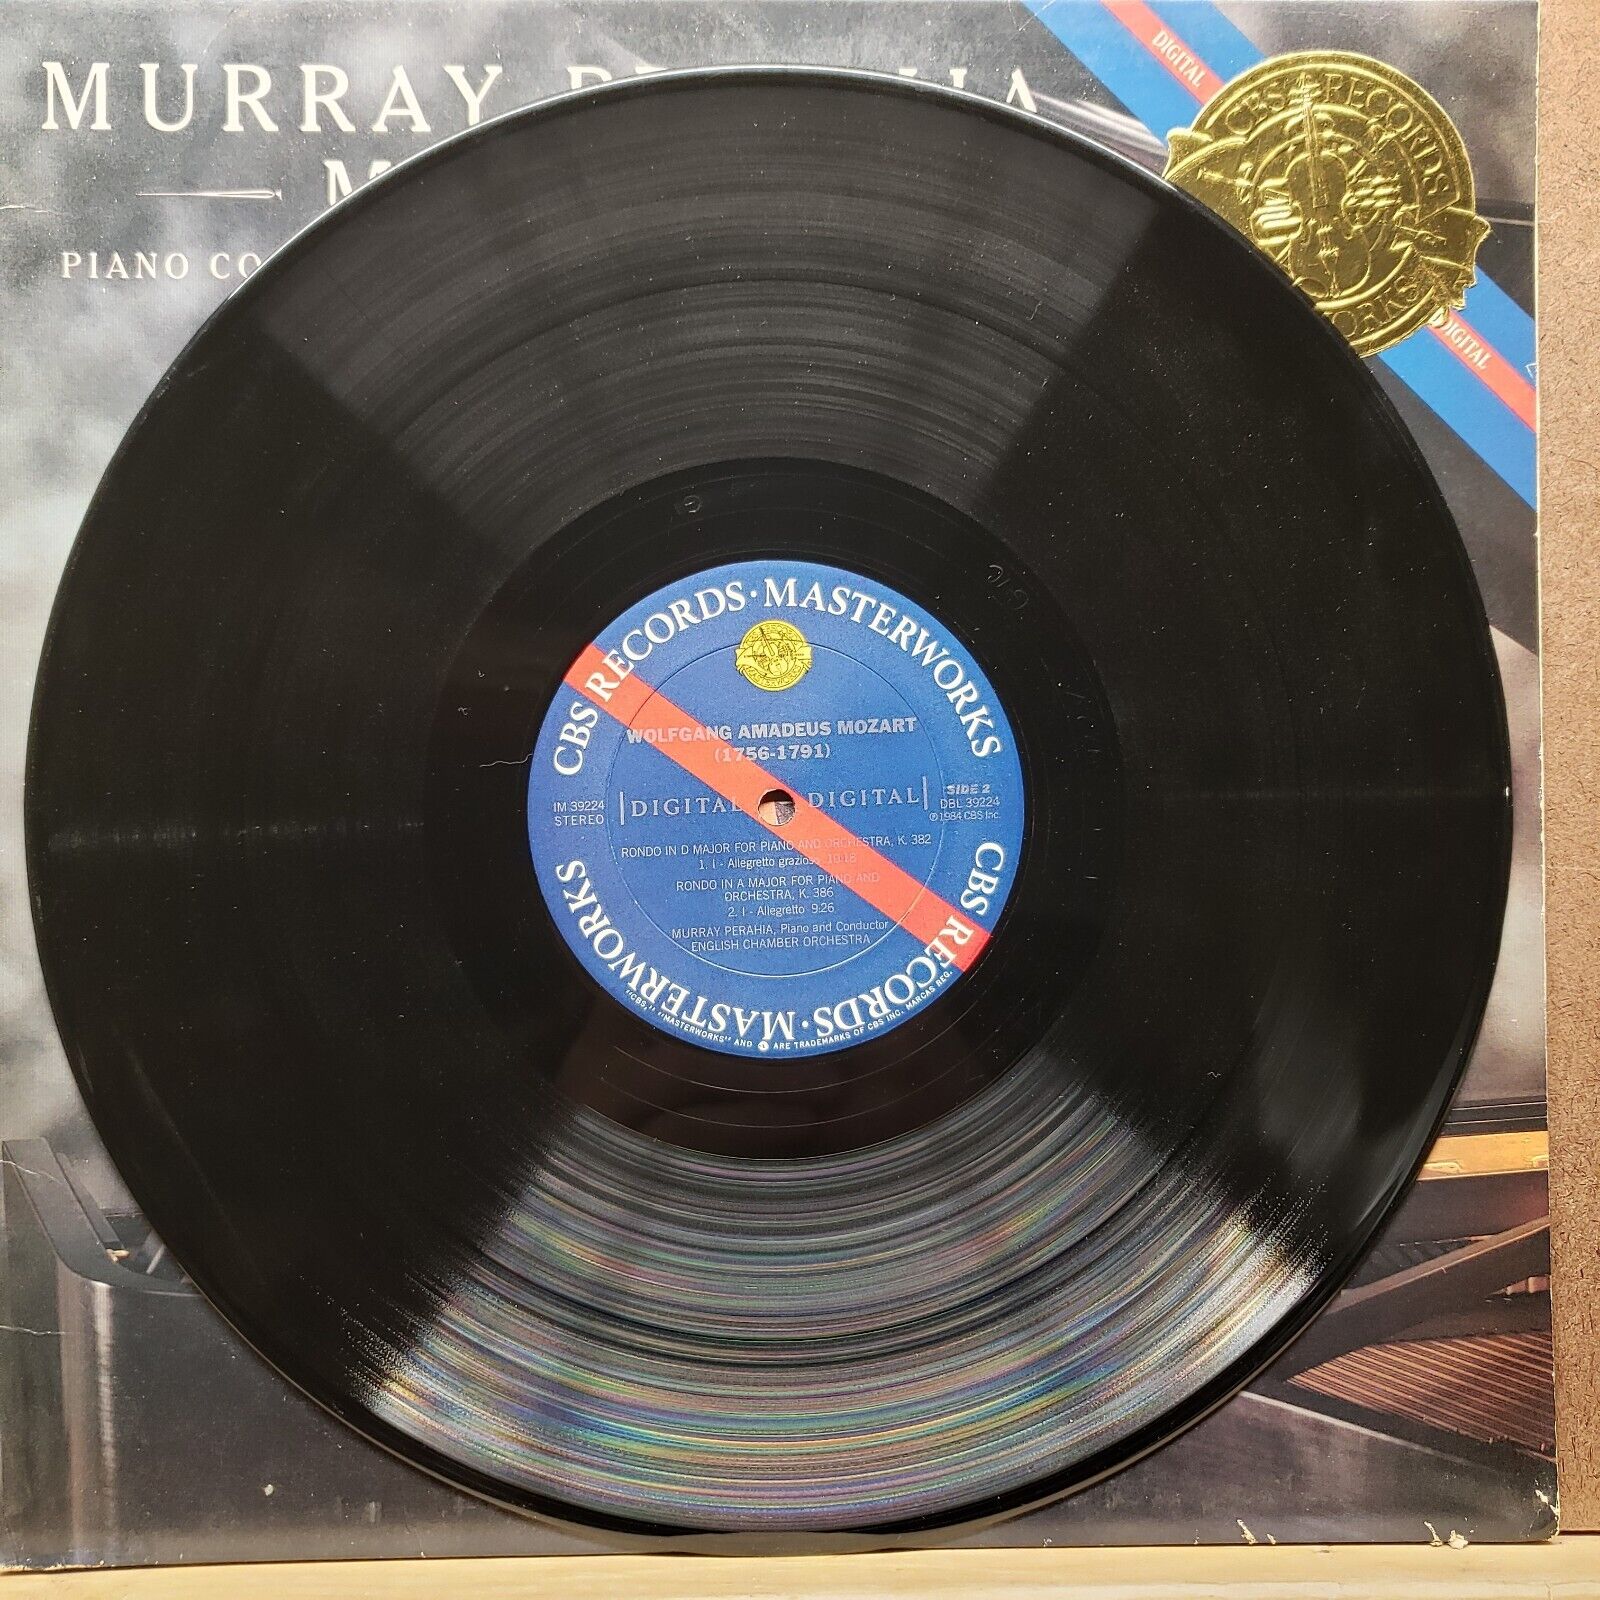 MURRAY
PIANO CO
DIGITAL
CBS RECORDS
DIGITAL
CBS RECORDS · MASTERWORKS
WOLFGANG AMADEUS MOZART
(1756-1791)
IM 39224
STEREO
DIGITAL DIGITAL
SIDE 2
DBL 39224
℗ 1984 CBS Inc.
RONDO IN D MAJOR FOR PIANO AND ORCHESTRA, K. 382
1. I - Allegretto grazioso 10:18
RONDO IN A MAJOR FOR PIANO AND
ORCHESTRA, K. 386
2. I - Allegretto 9:26
MURRAY PERAHIA, Piano and Conductor
ENGLISH CHAMBER ORCHESTRA
CBS RECORDS · MASTERWORKS
"CBS," "MASTERWORKS" AND ARE TRADEMARKS OF CBS INC. MARCAS REG.